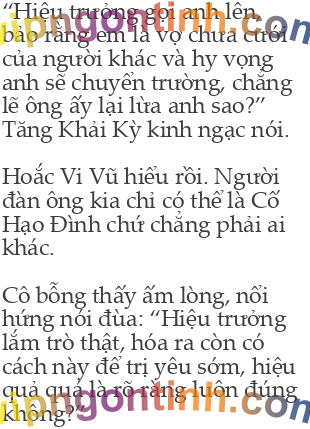 “Hiệu trưởng gọi anh lên,
bảo rằng em là vợ chưa cưới
của người khác và hy vọng
anh sẽ chuyển trường, chẳng
lẽ ông ấy lại lừa anh sao?”
Tăng Khải Kỳ kinh ngạc nói.
Hoắc Vi Vũ hiểu rồi. Người
đàn ông kia chỉ có thể là Cố
Hạo Đình chứ chẳng phải ai
khác.
Cô bỗng thấy ấm lòng, nổi
hứng nói đùa: “Hiệu trưởng
lắm trò thật, hóa ra còn có
cách này để trị yêu sớm, hiệu
quả quá là rõ ràng luôn đúng
không?”